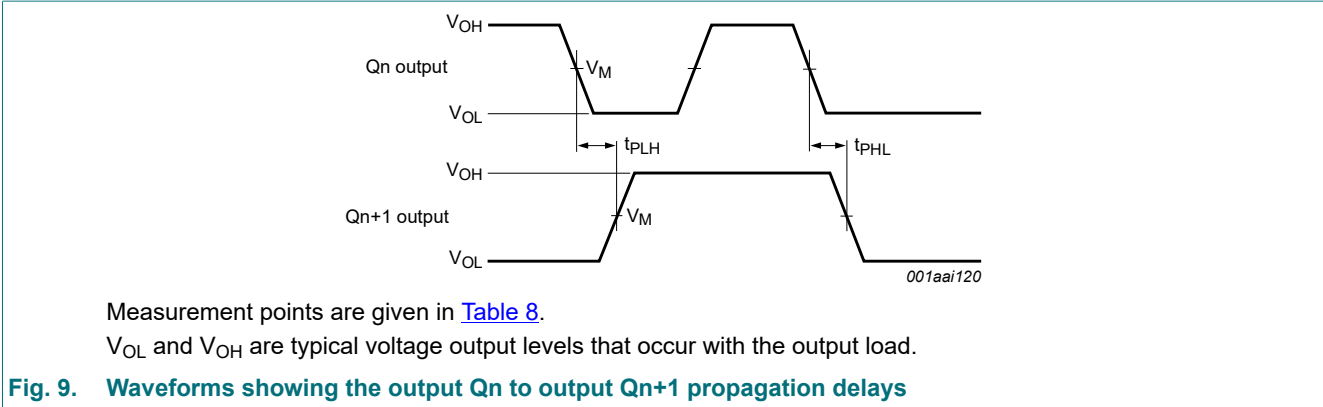 VOH
Qn output
VM
VOL
tPLH
tPHL
VOH
Qn+1 output
VM
VOL
001aai120
Measurement points are given in Table 8.
VOL and VOH are typical voltage output levels that occur with the output load.
Fig. 9. Waveforms showing the output Qn to output Qn+1 propagation delays